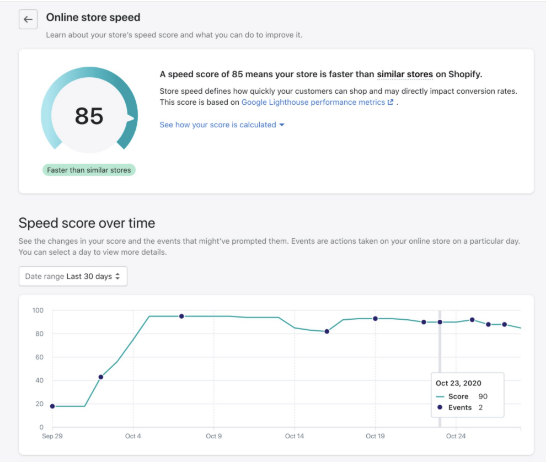 Online store speed
Learn about your store's speed score and what you can do to improve it.
85
Faster than similar stores
A speed score of 85 means your store is faster than similar stores on Shopify.
Store speed defines how quickly your customers can shop and may directly impact conversion rates.
This score is based on Google Lighthouse performance metrics .
See how your score is calculated
Speed score over time
See the changes in your score and the events that might've prompted them. Events are actions taken on your online store on a particular day.
You can select a day to view more details.
Date range Last 30 days
100
80
60
40
20
0
Sep 29 Oct 4 Oct 9 Oct 14 Oct 19 Oct 24
Oct 23, 2020
Score 90
Events 2